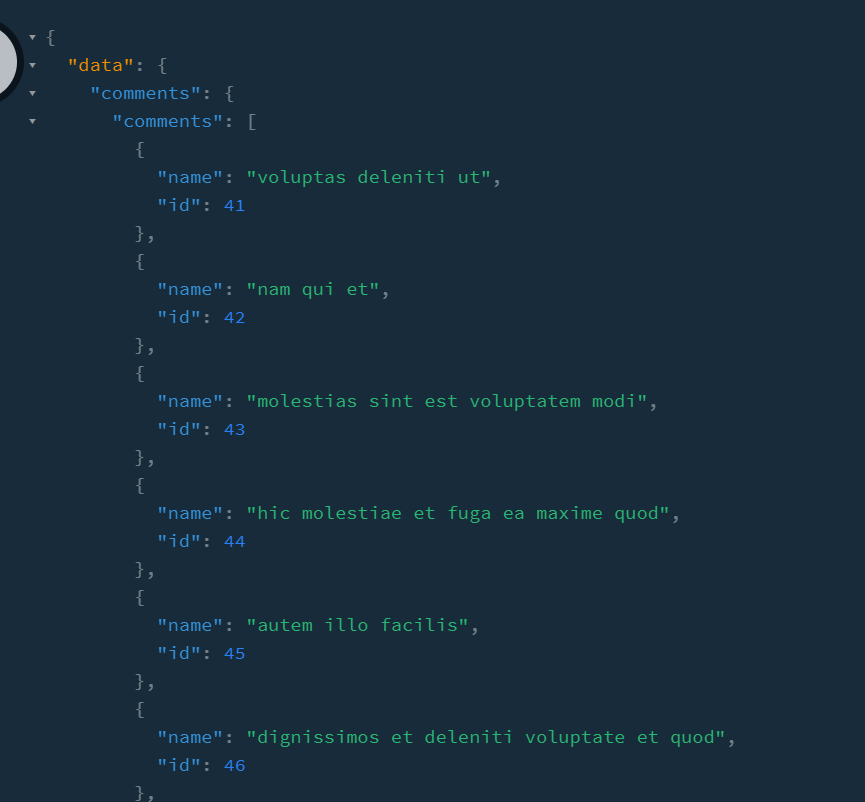 {
"data": {
"comments": {
"comments": [
{
"name": "voluptas deleniti ut",
"id": 41
},
{
"name": "nam qui et",
"id": 42
},
{
"name": "molestias sint est voluptatem modi",
"id": 43
},
{
"name": "hic molestiae et fuga ea maxime quod",
"id": 44
},
{
"name": "autem illo facilis",
"id": 45
},
{
"name": "dignissimos et deleniti voluptate et quod",
"id": 46
},